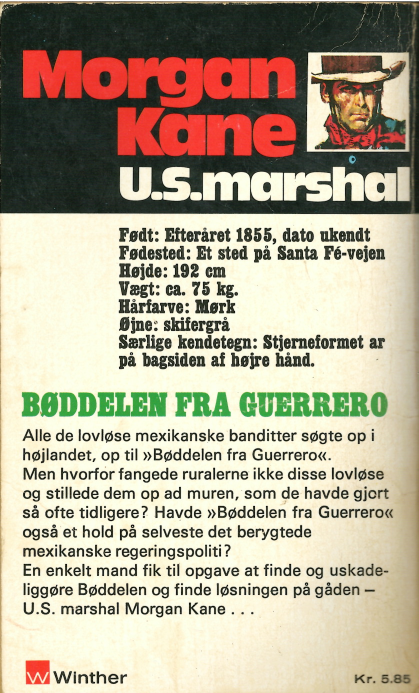 Morgan
Kane
U.S.marshal
Født: Efteråret 1855, dato ukendt
Fødested: Et sted på Santa Fé-vejen
Højde: 192 cm
Vægt: ca. 75 kg.
Hårfarve: Mørk
Øjne: skifergrå
Særlige kendetegn: Stjerneformet ar
på bagsiden af højre hånd.
BØDDELEN FRA GUERRERO
Alle de lovløse mexikanske banditter søgte op i
højlandet, op til »Bøddelen fra Guerrero«.
Men hvorfor fangede ruralerne ikke disse lovløse
og stillede dem op ad muren, som de havde gjort
så ofte tidligere? Havde »Bøddelen fra Guerrero«
også et hold på selveste det berygtede
mexikanske regeringspoliti?
En enkelt mand fik til opgave at finde og uskade-
liggøre Bøddelen og finde løsningen på gåden –
U.S. marshal Morgan Kane . . .
W Winther
Kr. 5.85